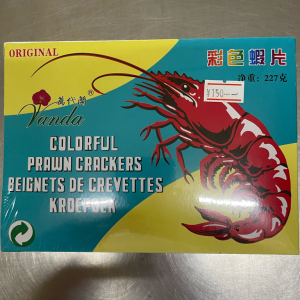 ORIGINAL
彩色蝦片
净重: 227克
萬代蘭
Vanda
¥350
COLORFUL
PRAWN CRACKERS
BEIGNETS DE CREVETTES
KROEPOEK